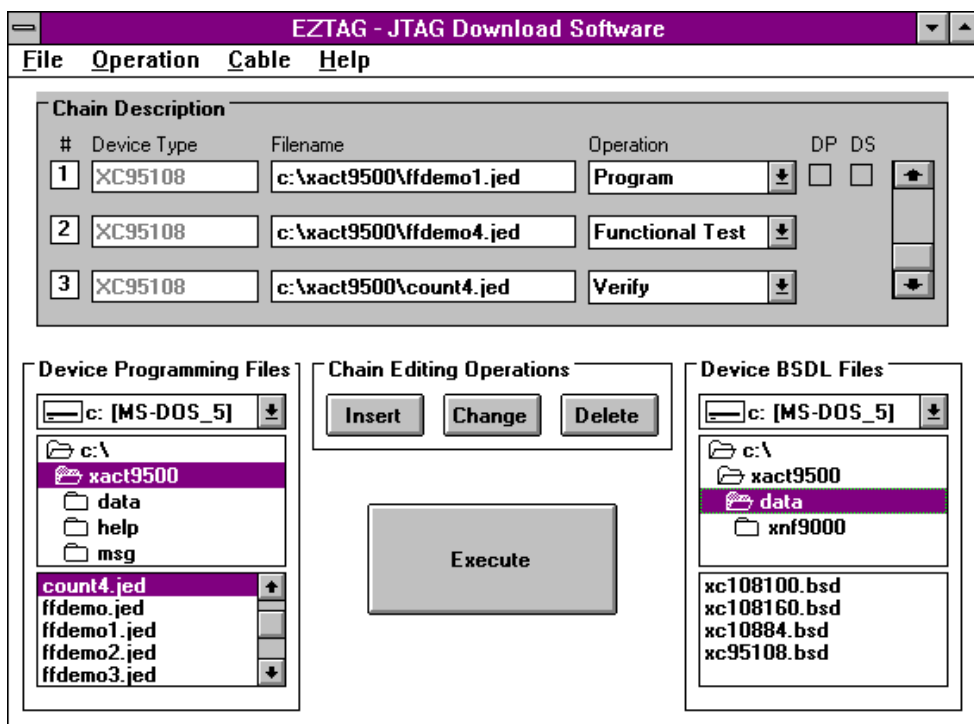 EZTAG - JTAG Download Software
File Operation Cable Help
Chain Description
# Device Type Filename Operation DP DS
1 XC95108 c:\xact9500\ffdemo1.jed Program
2 XC95108 c:\xact9500\ffdemo4.jed Functional Test
3 XC95108 c:\xact9500\count4.jed Verify
Device Programming Files
c: [MS-DOS_5]
c:\
xact9500
data
help
msg
count4.jed
ffdemo.jed
ffdemo1.jed
ffdemo2.jed
ffdemo3.jed
Chain Editing Operations
Insert Change Delete
Execute
Device BSDL Files
c: [MS-DOS_5]
c:\
xact9500
data
xnf9000
xc108100.bsd
xc108160.bsd
xc10884.bsd
xc95108.bsd